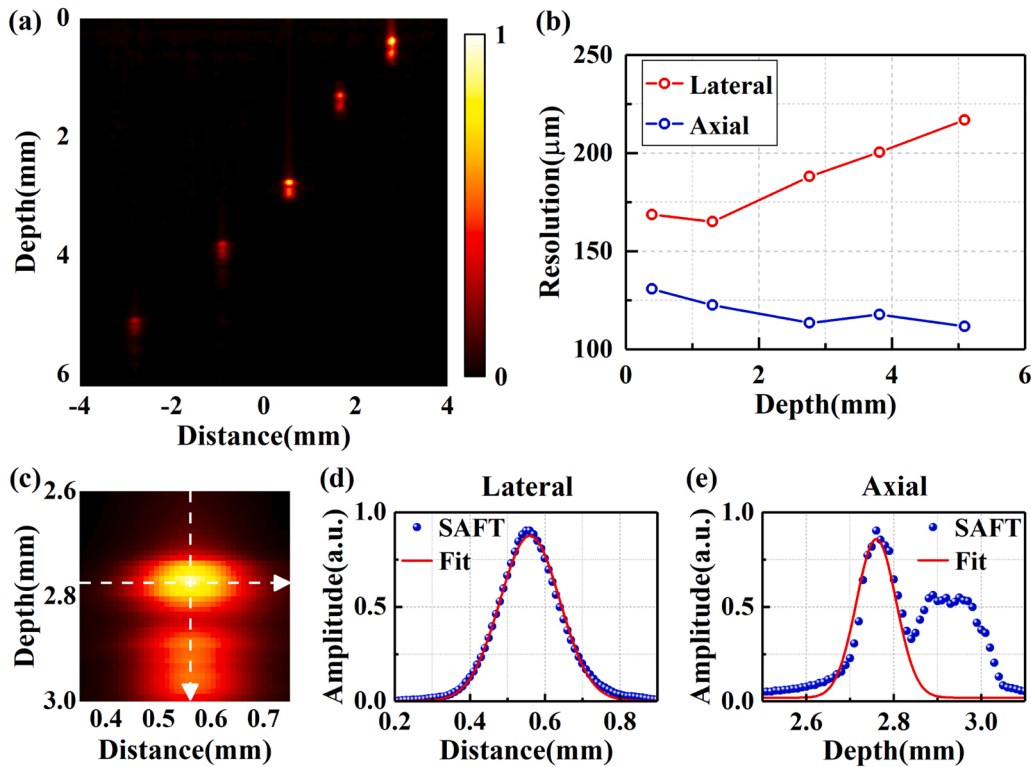 (a)
0
2
4
6
Depth(mm)
-4 -2 0 2 4
Distance(mm)
1
0
(b)
250
200
150
100
Resolution(μm)
Lateral
Axial
0 2 4 6
Depth(mm)
(c)
2.6
2.8
3.0
Depth(mm)
0.4 0.5 0.6 0.7
Distance(mm)
(d)
Lateral
1.0
0.5
0.0
Amplitude(a.u.)
SAFT
Fit
0.2 0.4 0.6 0.8
Distance(mm)
(e)
Axial
1.0
0.5
0.0
Amplitude(a.u.)
SAFT
Fit
2.6 2.8 3.0
Depth(mm)